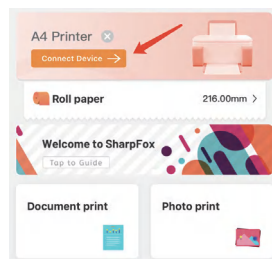 A4 Printer
Connect Device
Roll paper
216.00mm
Welcome to SharpFox
Tap to Guide
Document print
Photo print